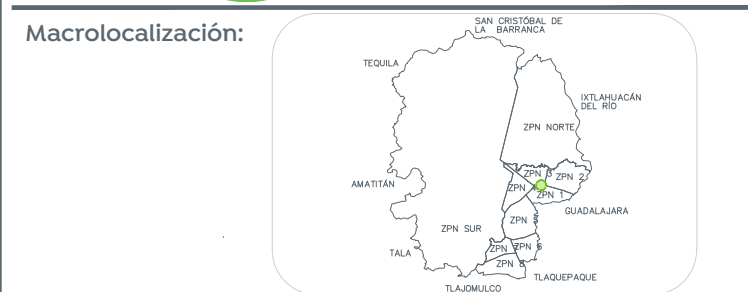 Macrolocalización:
SAN CRISTÓBAL DE
LA BARRANCA
TEQUILA
IXTLAHUACÁN
DEL RÍO
ZPN NORTE
ZPN 3
ZPN 2
AMATITÁN
ZPN
ZPN 1
GUADALAJARA
ZPN
ZPN SUR
ZPN
ZPN 6
TALA
ZPN 8
TLAQUEPAQUE
TLAJOMULCO